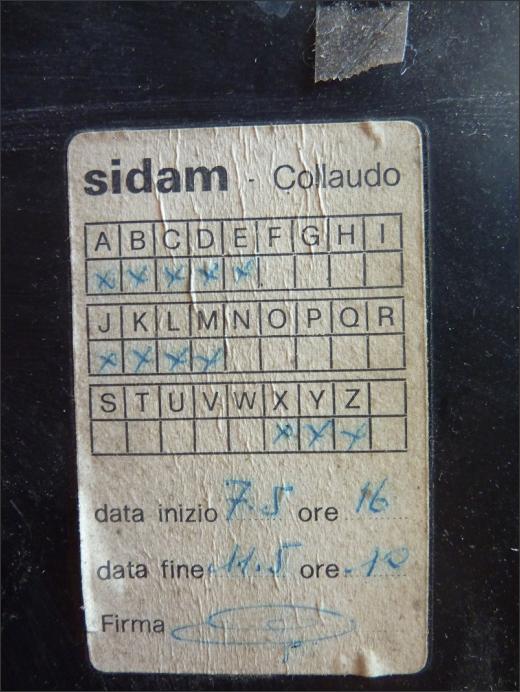 sidam - Collaudo
A B C D E F G H I
x x x x x
J K L M N O P Q R
x x x x
S T U V W X Y Z
x x x
data inizio 7.5 ore 16
data fine 11.5 ore 10
Firma